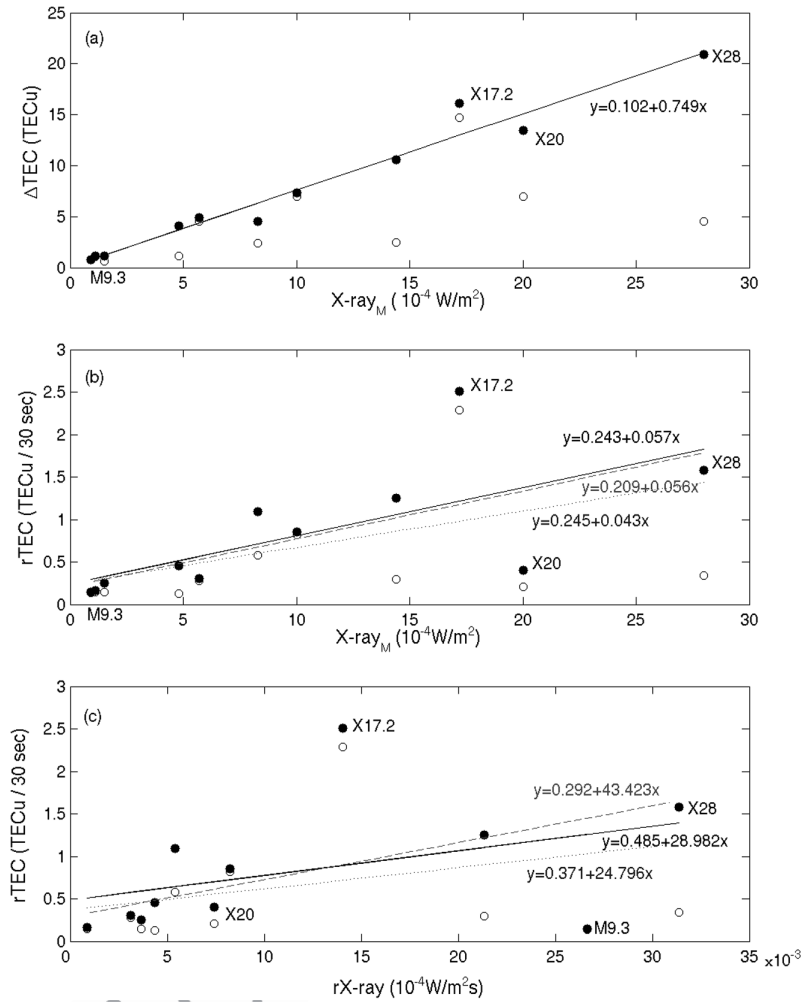 (a)
25
20
15
10
5
0
ΔTEC (TECu)
X28
X17.2
y=0.102+0.749x
X20
M9.3
0 5 10 15 20 25 30
X-ray_M ( 10^-4 W/m^2)
(b)
3
2.5
2
1.5
1
0.5
0
rTEC (TECu / 30 sec)
X17.2
y=0.243+0.057x
X28
y=0.209+0.056x
y=0.245+0.043x
X20
M9.3
0 5 10 15 20 25 30
X-ray_M (10^-4W/m^2)
(c)
3
2.5
2
1.5
1
0.5
0
rTEC (TECu / 30 sec)
X17.2
y=0.292+43.423x
X28
y=0.485+28.982x
y=0.371+24.796x
X20
M9.3
0 5 10 15 20 25 30 35 x10^-3
rX-ray (10^-4W/m^2s)